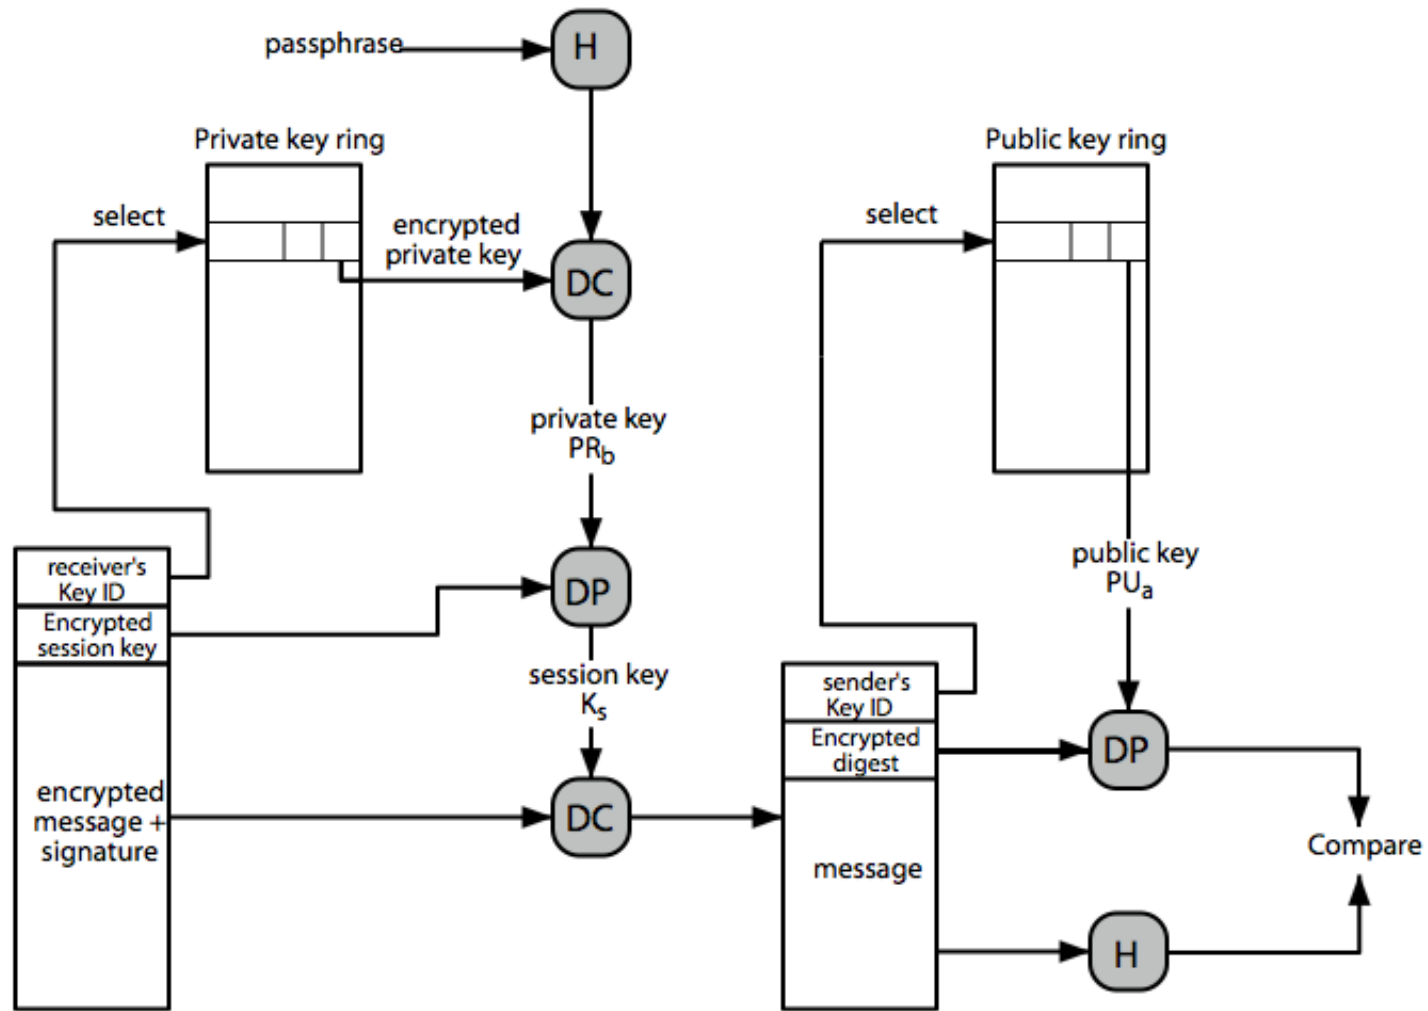 passphrase
H
Private key ring
Public key ring
select
encrypted
private key
select
DC
private key
PRb
receiver's
Key ID
DP
public key
PUa
Encrypted
session key
session key
Ks
sender's
Key ID
Encrypted
digest
DP
encrypted
message +
signature
DC
message
Compare
H